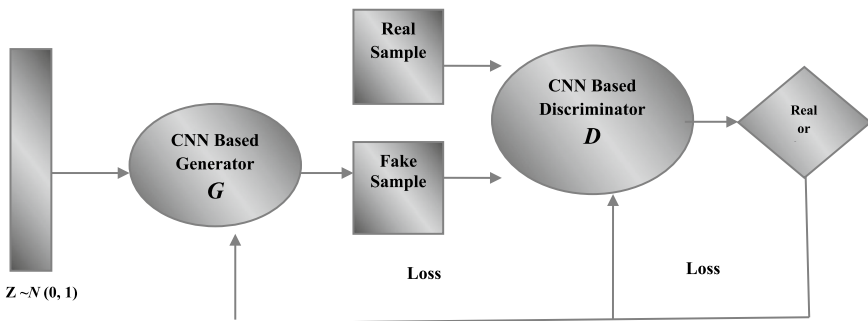 Real
Sample
CNN Based
Discriminator
D
Real
or
CNN Based
Generator
G
Fake
Sample
Loss
Loss
Z ~N (0, 1)